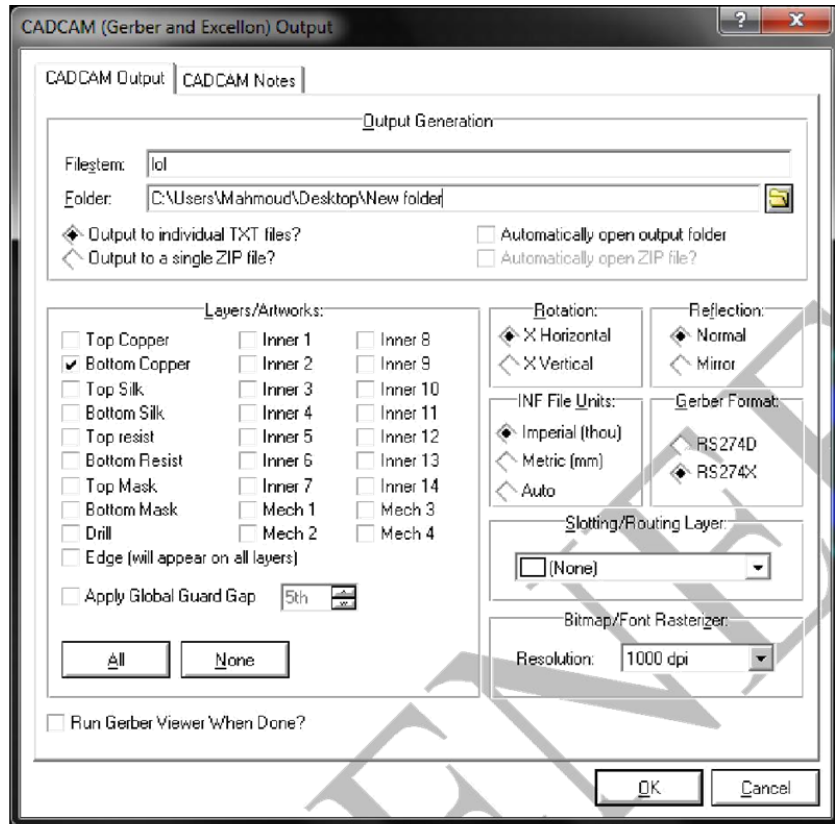 CADCAM (Gerber and Excellon) Output
? X
CADCAM Output CADCAM Notes
Output Generation
Filestem: lol
Folder: C:\Users\Mahmoud\Desktop\New folder
Output to individual TXT files? Automatically open output folder
Output to a single ZIP file? Automatically open ZIP file?
Layers/Artworks:
Top Copper Inner 1 Inner 8
Bottom Copper Inner 2 Inner 9
Top Silk Inner 3 Inner 10
Bottom Silk Inner 4 Inner 11
Top resist Inner 5 Inner 12
Bottom Resist Inner 6 Inner 13
Top Mask Inner 7 Inner 14
Bottom Mask Mech 1 Mech 3
Drill Mech 2 Mech 4
Edge (will appear on all layers)
Apply Global Guard Gap 5th
All None
Rotation:
X Horizontal
X Vertical
Reflection:
Normal
Mirror
INF File Units:
Imperial (thou)
Metric (mm)
Auto
Gerber Format:
RS274D
RS274X
Slotting/Routing Layer:
(None)
Bitmap/Font Rasterizer:
Resolution: 1000 dpi
Run Gerber Viewer When Done?
OK Cancel